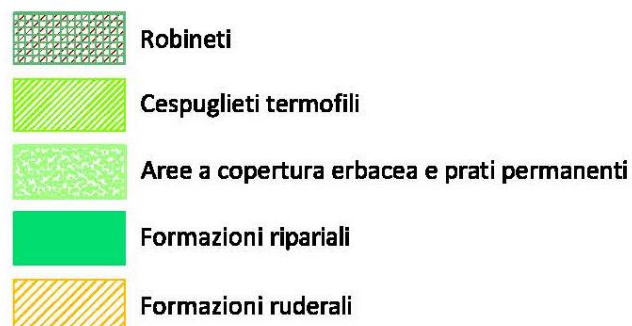 Robineti
Cespuglieti termofili
Aree a copertura erbacea e prati permanenti
Formazioni ripariali
Formazioni ruderali